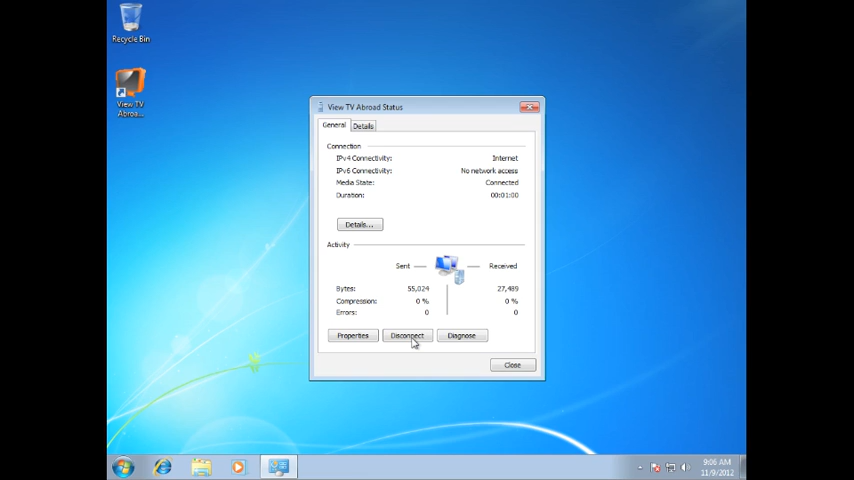 Recycle Bin
View TV
Abroa...
View TV Abroad Status
General Details
Connection
IPv4 Connectivity: Internet
IPv6 Connectivity: No network access
Media State: Connected
Duration: 00:01:00
Details...
Activity
Sent — — Received
Bytes: 55,024 27,489
Compression: 0 % 0 %
Errors: 0 0
Properties Disconnect Diagnose
Close
9:06 AM
11/9/2012